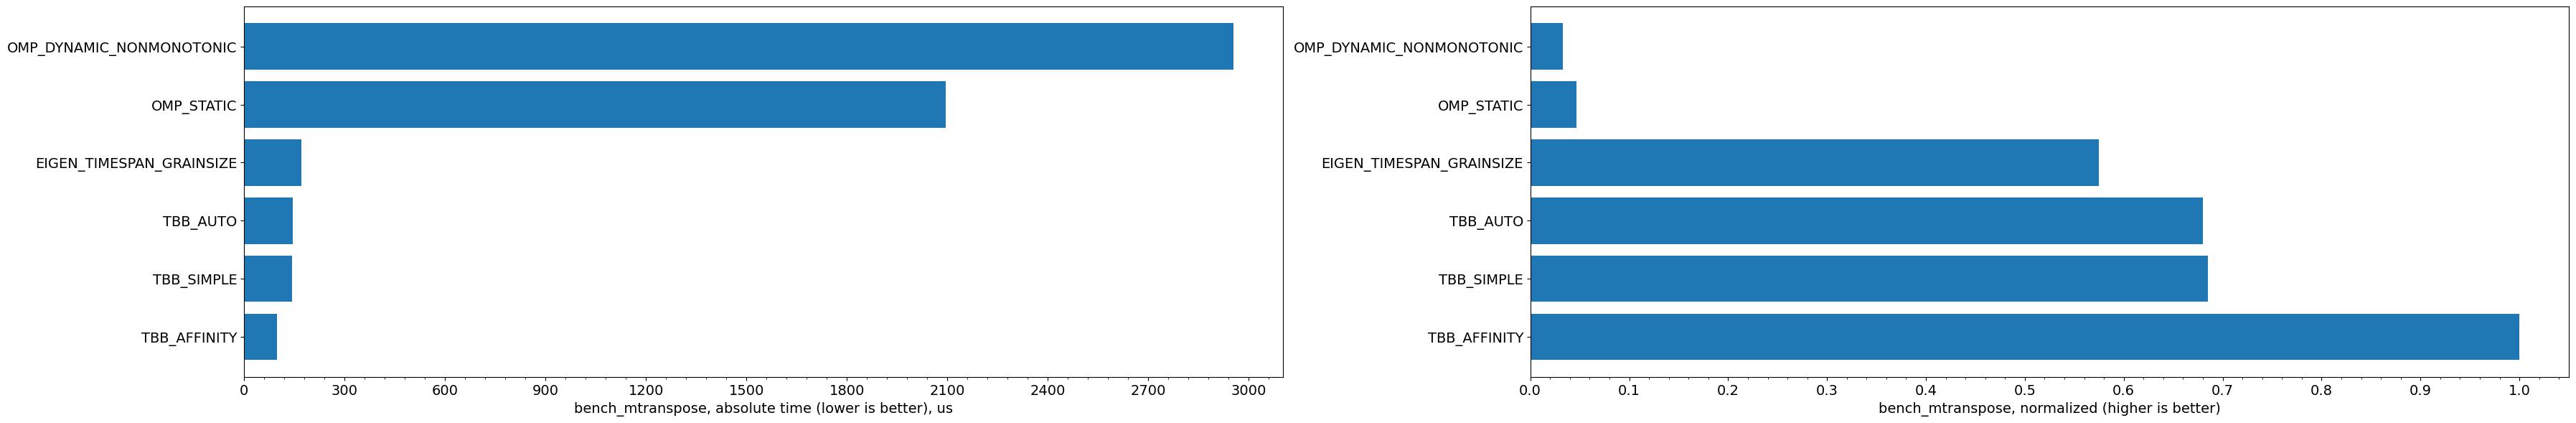 OMP_DYNAMIC_NONMONOTONIC
OMP_STATIC
EIGEN_TIMESPAN_GRAINSIZE
TBB_AUTO
TBB_SIMPLE
TBB_AFFINITY
0 300 600 900 1200 1500 1800 2100 2400 2700 3000
bench_mtranspose, absolute time (lower is better), us
OMP_DYNAMIC_NONMONOTONIC
OMP_STATIC
EIGEN_TIMESPAN_GRAINSIZE
TBB_AUTO
TBB_SIMPLE
TBB_AFFINITY
0.0 0.1 0.2 0.3 0.4 0.5 0.6 0.7 0.8 0.9 1.0
bench_mtranspose, normalized (higher is better)